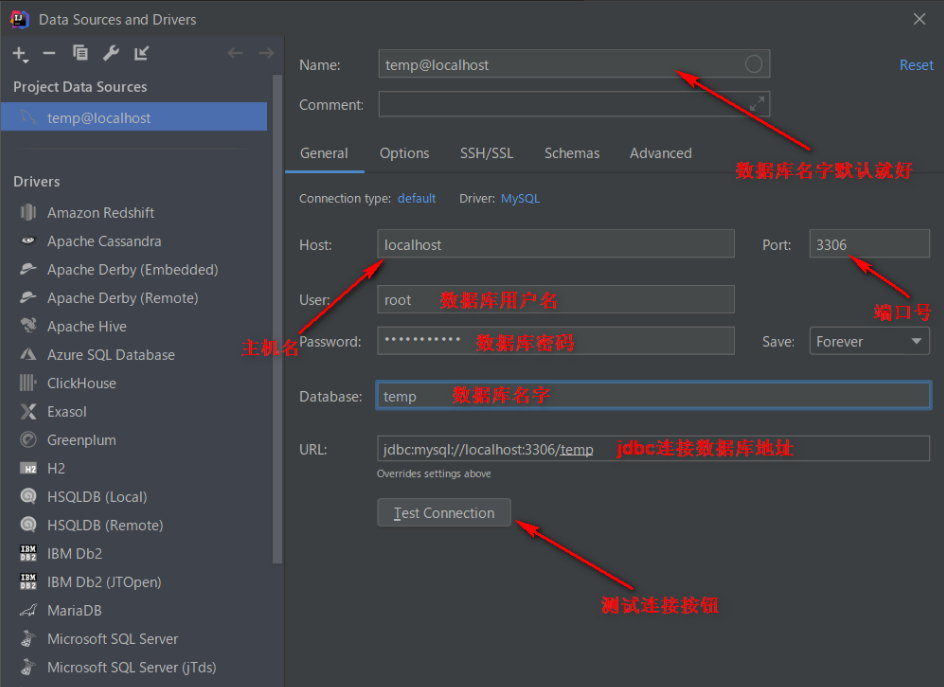 Data Sources and Drivers
Project Data Sources
temp@localhost
Drivers
Amazon Redshift
Apache Cassandra
Apache Derby (Embedded)
Apache Derby (Remote)
Apache Hive
Azure SQL Database
ClickHouse
Exasol
Greenplum
H2 H2
HSQLDB (Local)
HSQLDB (Remote)
IBM DB2 IBM Db2
IBM DB2 IBM Db2 (JTOpen)
MariaDB
Microsoft SQL Server
Microsoft SQL Server (jTds)
Name: temp@localhost Reset
Comment:
数据库名字默认就好
General Options SSH/SSL Schemas Advanced
Connection type: default Driver: MySQL
Host: localhost Port: 3306
端口号
User: root 数据库用户名
主机名
Password: ••••••••••• 数据库密码 Save: Forever
Database: temp 数据库名字
URL: jdbc:mysql://localhost:3306/temp jdbc连接数据库地址
Overrides settings above
Test Connection
测试连接按钮